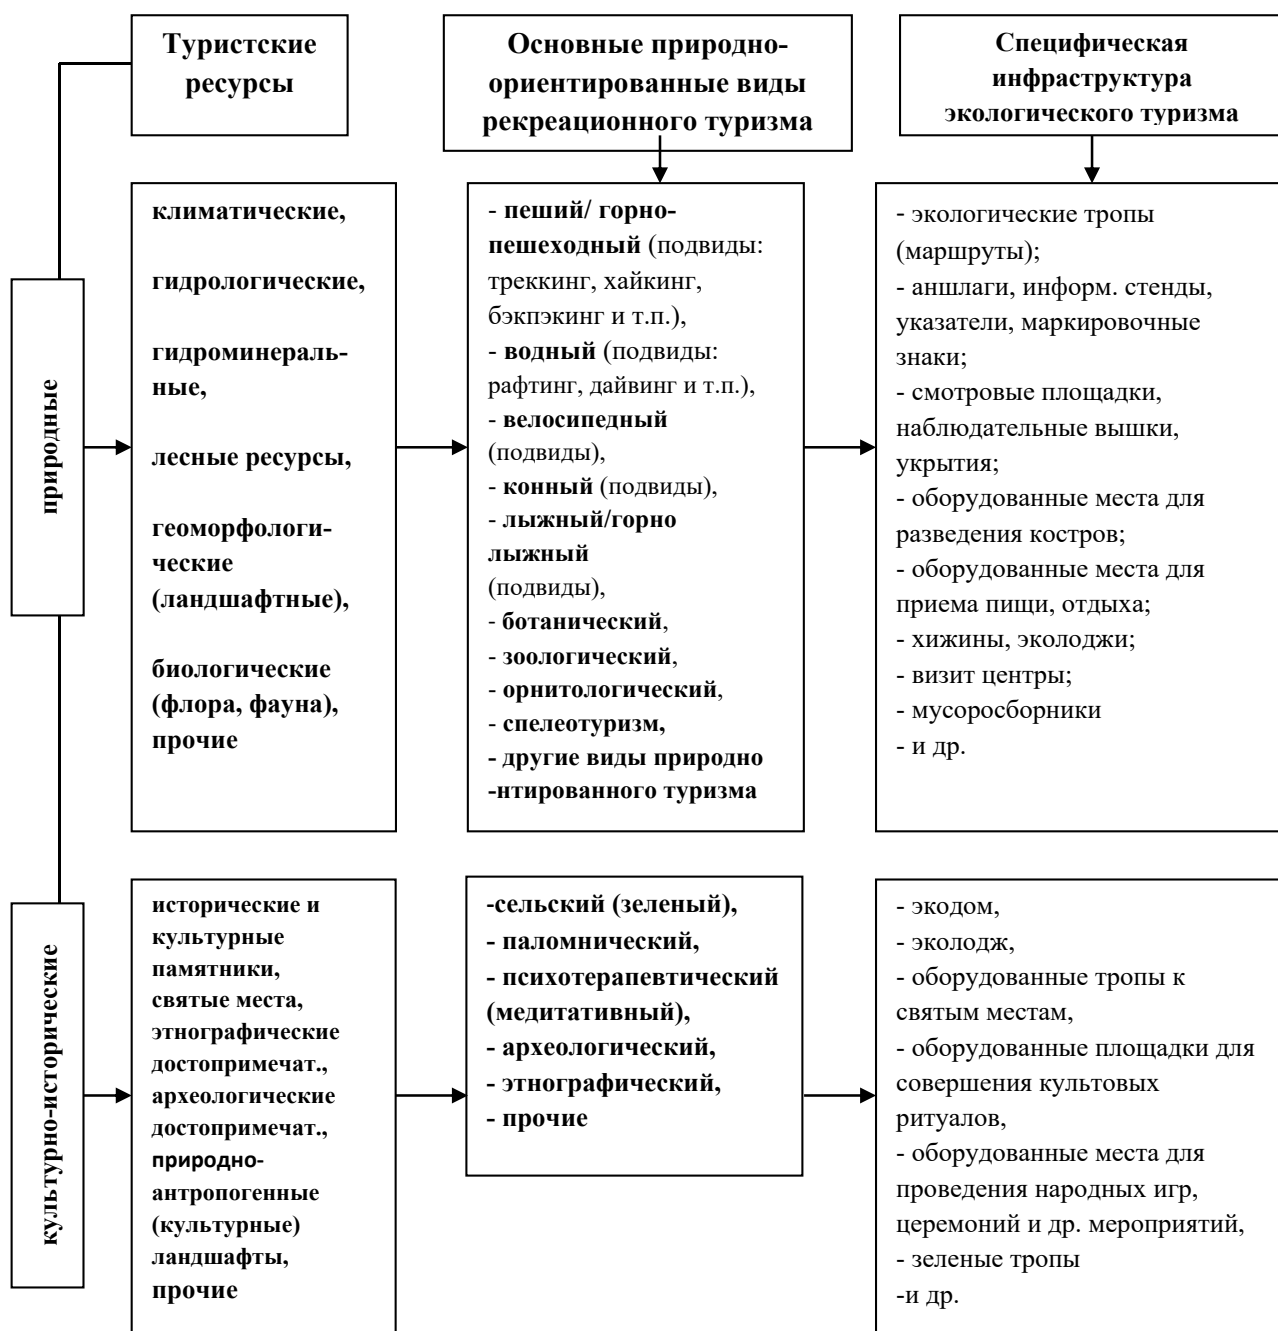 Туристские
ресурсы
Основные природно-
ориентированные виды
рекреационного туризма
Специфическая
инфраструктура
экологического туризма
природные
климатические,
гидрологические,
гидроминераль-
ные,
лесные ресурсы,
геоморфологи-
ческие
(ландшафтные),
биологические
(флора, фауна),
прочие
- пеший/ горно-
пешеходный (подвиды:
треккинг, хайкинг,
бэкпэкинг и т.п.),
- водный (подвиды:
рафтинг, дайвинг и т.п.),
- велосипедный
(подвиды),
- конный (подвиды),
- лыжный/горно
лыжный
(подвиды),
- ботанический,
- зоологический,
- орнитологический,
- спелеотуризм,
- другие виды природно
-нтированного туризма
- экологические тропы
(маршруты);
- аншлаги, информ. стенды,
указатели, маркировочные
знаки;
- смотровые площадки,
наблюдательные вышки,
укрытия;
- оборудованные места для
разведения костров;
- оборудованные места для
приема пищи, отдыха;
- хижины, эколоджи;
- визит центры;
- мусоросборники
- и др.
культурно-исторические
исторические и
культурные
памятники,
святые места,
этнографические
достопримечат.,
археологические
достопримечат.,
природно-
антропогенные
(культурные)
ландшафты,
прочие
-сельский (зеленый),
- паломнический,
- психотерапевтический
(медитативный),
- археологический,
- этнографический,
- прочие
- экодом,
- эколодж,
- оборудованные тропы к
святым местам,
- оборудованные площадки для
совершения культовых
ритуалов,
- оборудованные места для
проведения народных игр,
церемоний и др. мероприятий,
- зеленые тропы
-и др.